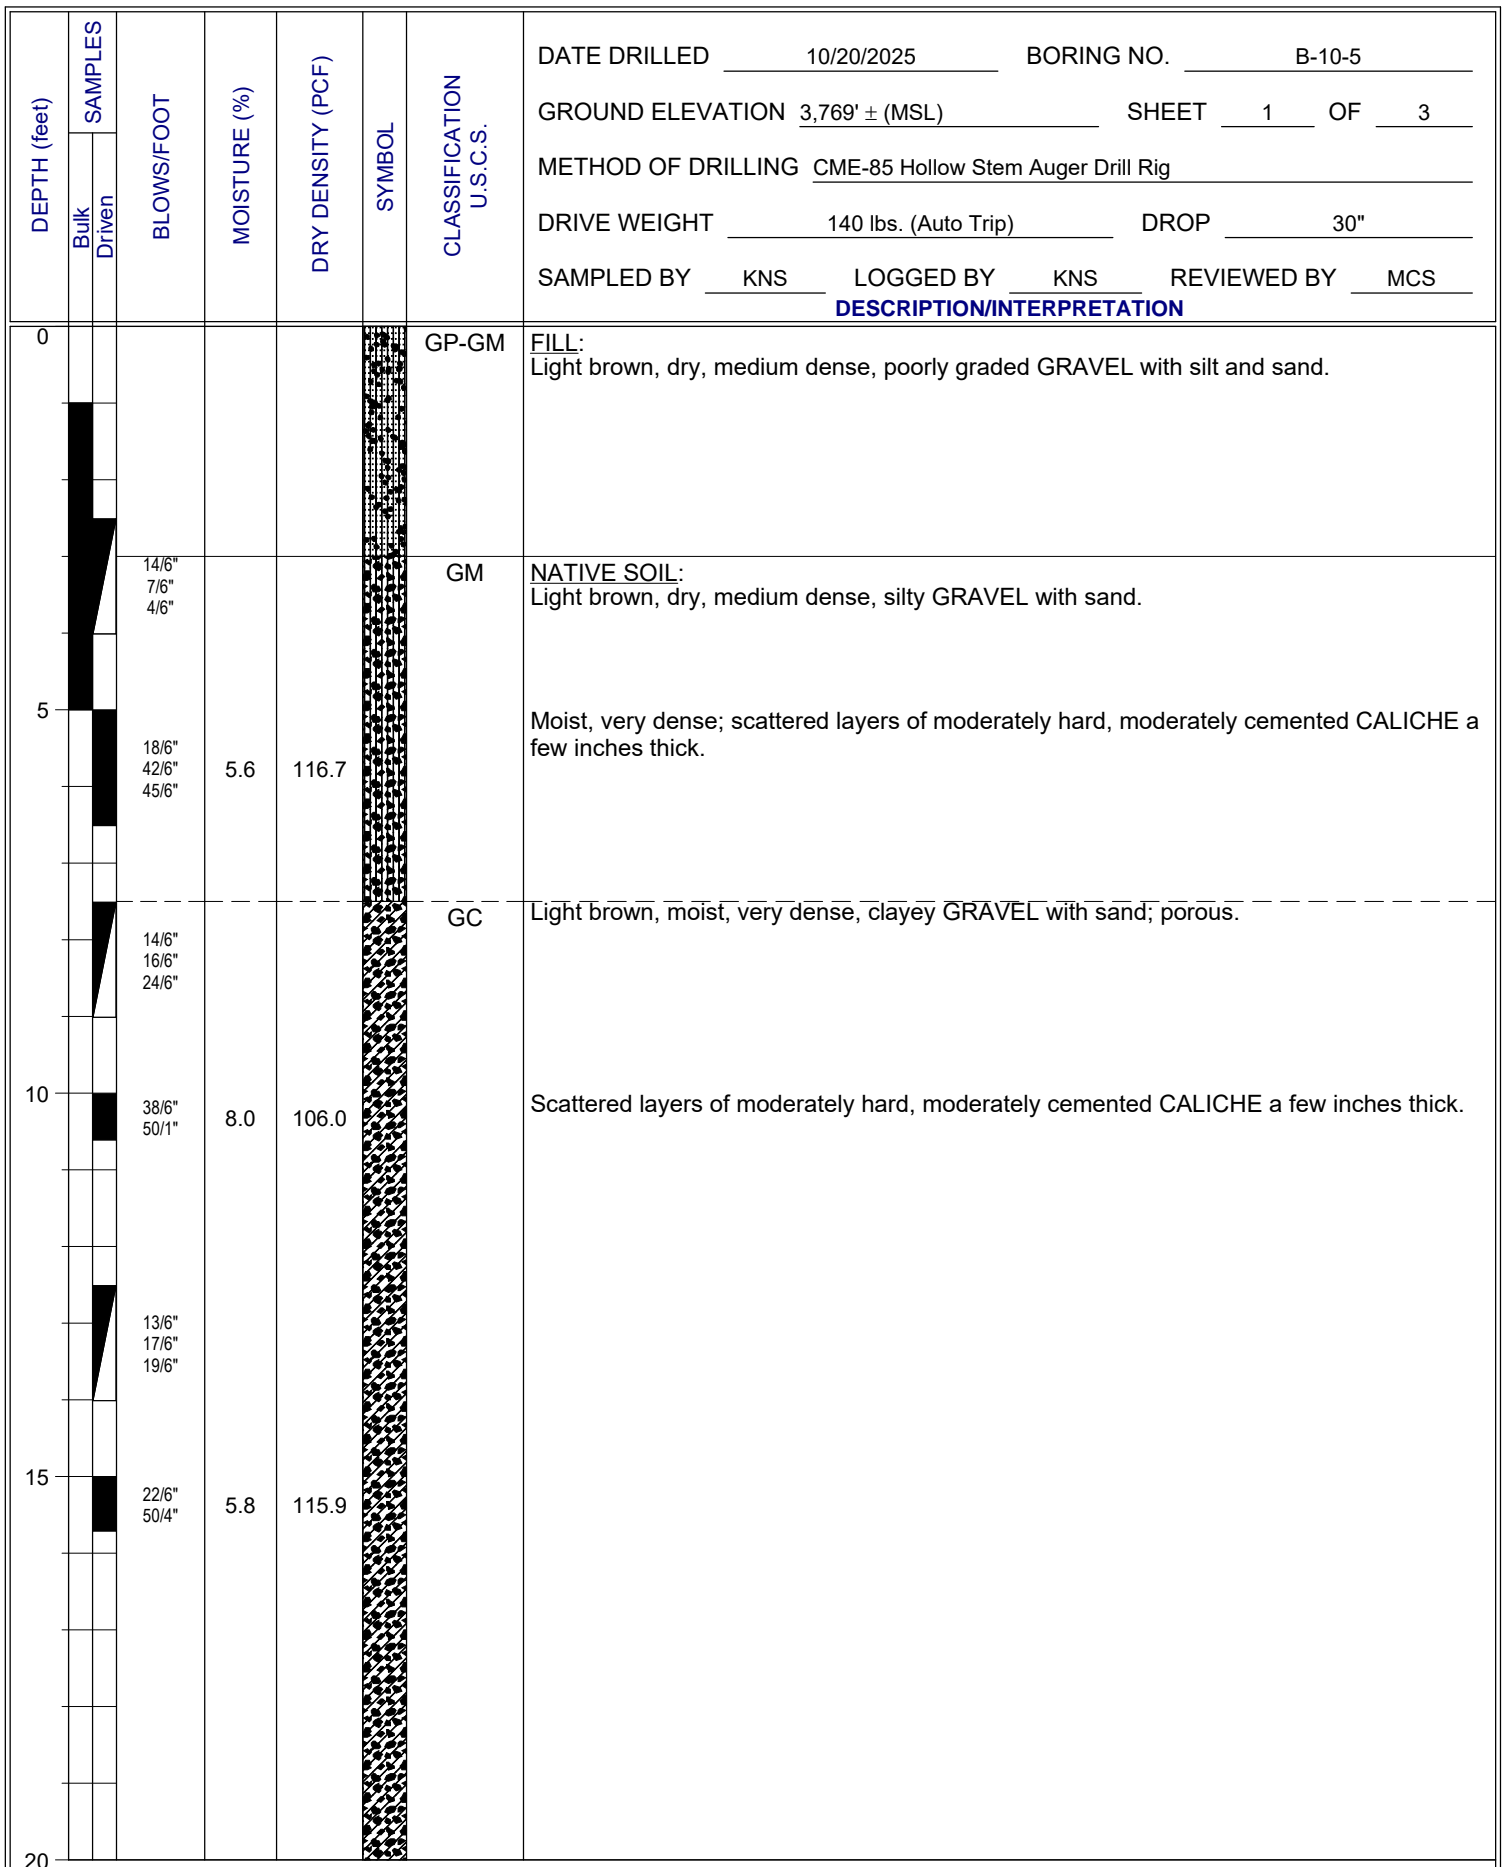 DEPTH (feet)
SAMPLES
Bulk
Driven
BLOWS/FOOT
MOISTURE (%)
DRY DENSITY (PCF)
SYMBOL
CLASSIFICATION
U.S.C.S.
DATE DRILLED 10/20/2025 BORING NO. B-10-5
GROUND ELEVATION 3,769' ± (MSL) SHEET 1 OF 3
METHOD OF DRILLING CME-85 Hollow Stem Auger Drill Rig
DRIVE WEIGHT 140 lbs. (Auto Trip) DROP 30"
SAMPLED BY KNS LOGGED BY KNS REVIEWED BY MCS
DESCRIPTION/INTERPRETATION
0 GP-GM FILL:
Light brown, dry, medium dense, poorly graded GRAVEL with silt and sand.
14/6"
7/6"
4/6"
GM NATIVE SOIL:
Light brown, dry, medium dense, silty GRAVEL with sand.
5
Moist, very dense; scattered layers of moderately hard, moderately cemented CALICHE a
few inches thick.
18/6"
42/6" 5.6 116.7
45/6"
GC Light brown, moist, very dense, clayey GRAVEL with sand; porous.
14/6"
16/6"
24/6"
10
Scattered layers of moderately hard, moderately cemented CALICHE a few inches thick.
38/6"
50/1" 8.0 106.0
13/6"
17/6"
19/6"
15
22/6"
50/4" 5.8 115.9
20